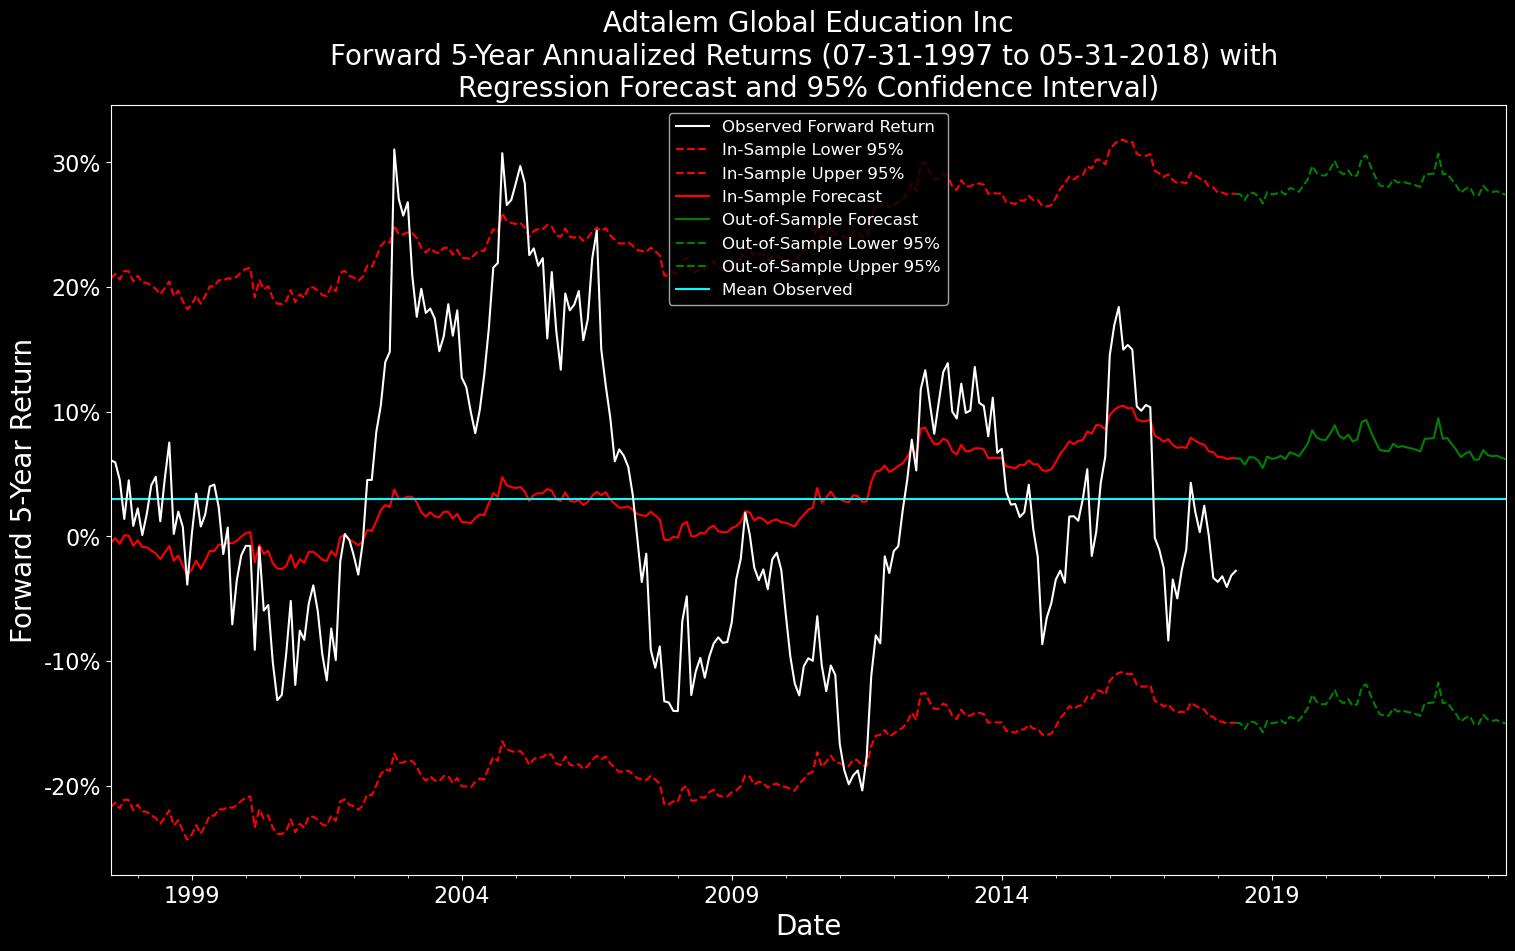 Adtalem Global Education Inc
Forward 5-Year Annualized Returns (07-31-1997 to 05-31-2018) with
Regression Forecast and 95% Confidence Interval)
Observed Forward Return
In-Sample Lower 95%
In-Sample Upper 95%
In-Sample Forecast
Out-of-Sample Forecast
Out-of-Sample Lower 95%
Out-of-Sample Upper 95%
Mean Observed
Forward 5-Year Return
30%
20%
10%
0%
-10%
-20%
1999
2004
2009
2014
2019
Date